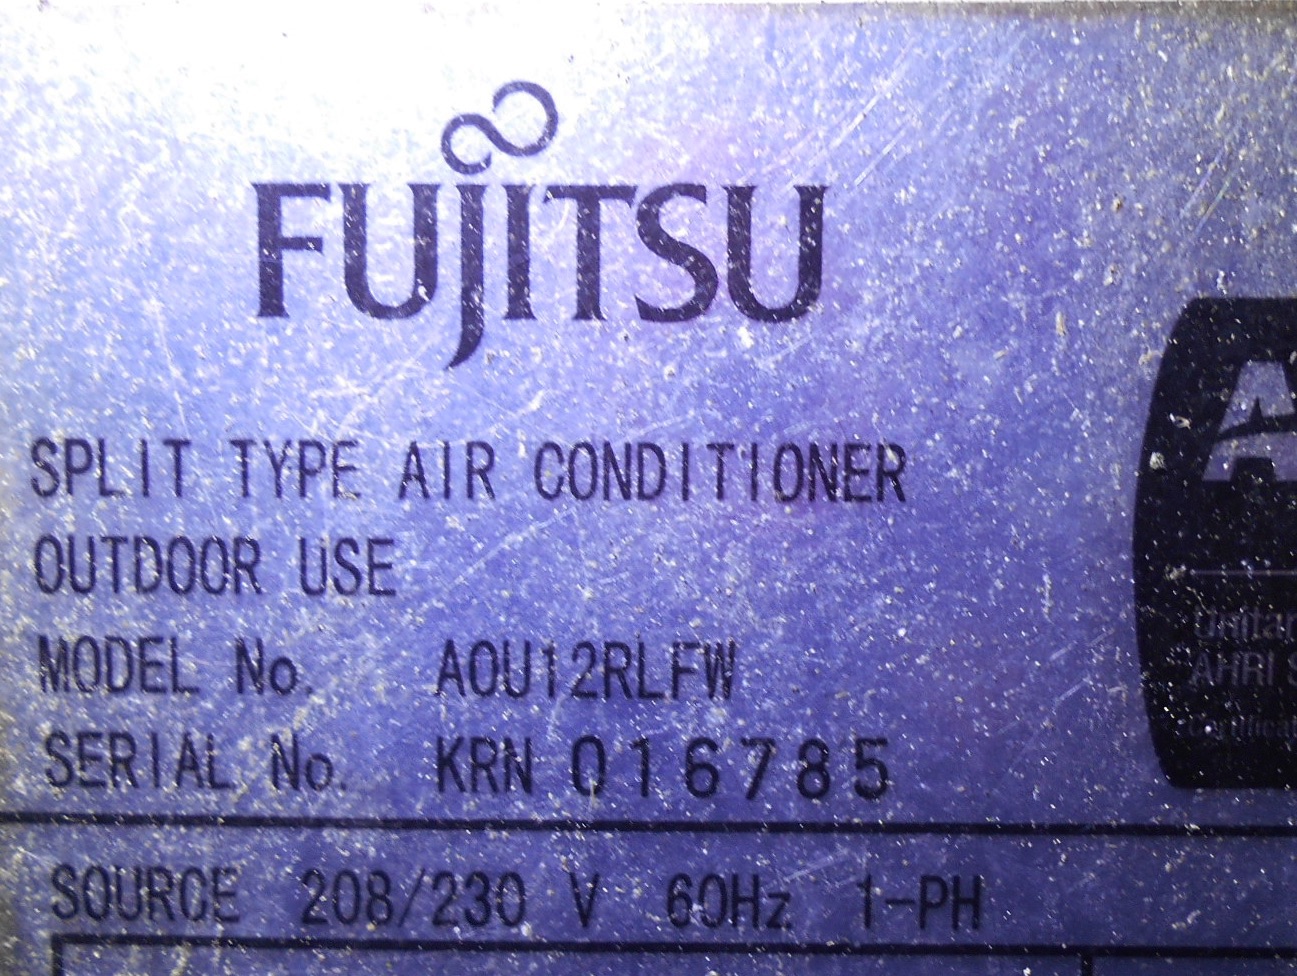 FUJITSU
SPLIT TYPE AIR CONDITIONER
OUTDOOR USE
MODEL No. AOU12RLFW
SERIAL No. KRN 016785
SOURCE 208/230 V 60Hz 1-PH
AHRI